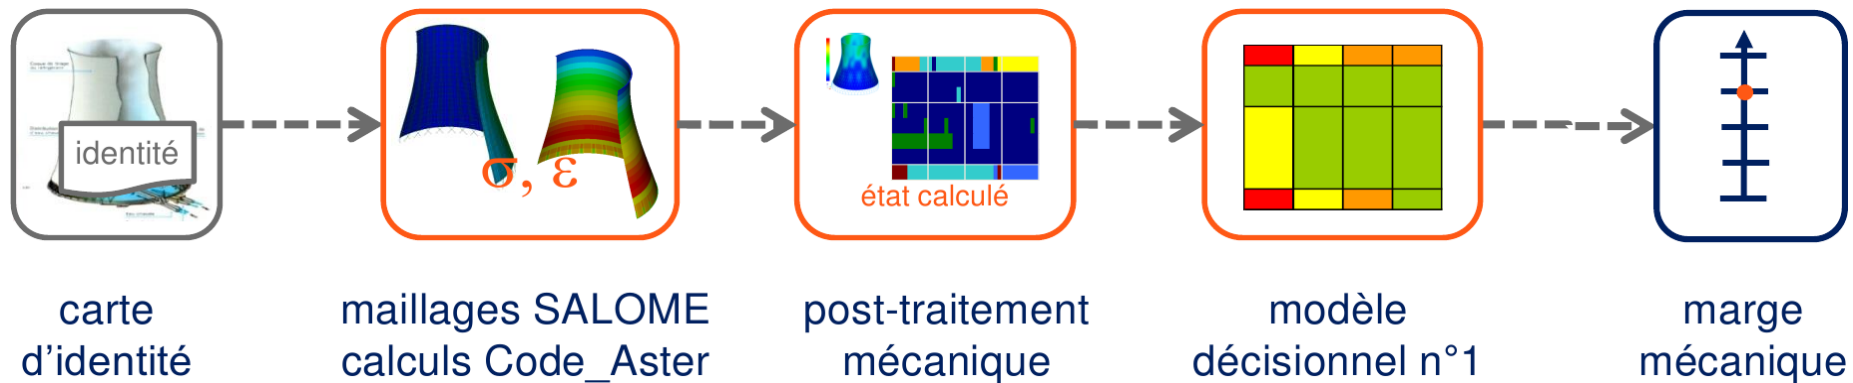 identité
σ, ε
état calculé
carte
d'identité
maillages SALOME
calculs Code_Aster
post-traitement
mécanique
modèle
décisionnel n°1
marge
mécanique